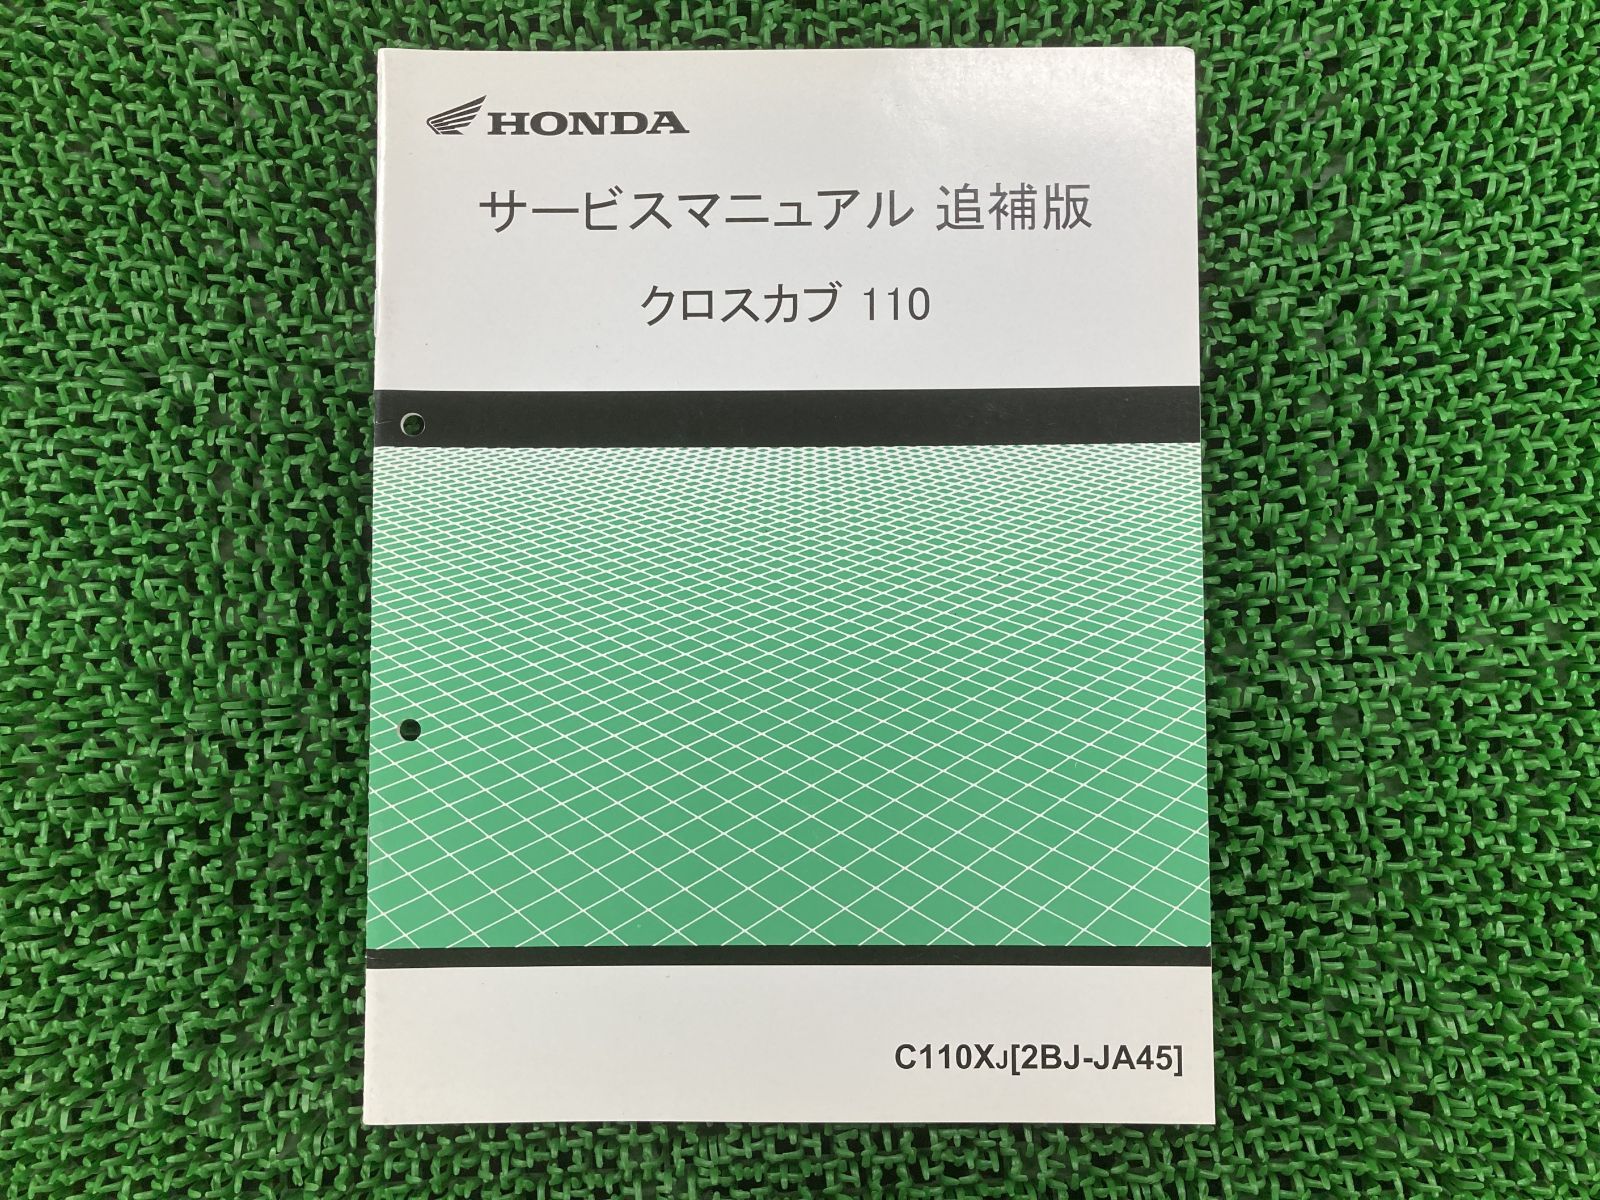 HONDA
サービスマニュアル 追補版
クロスカブ 110
C110XJ[2BJ-JA45]